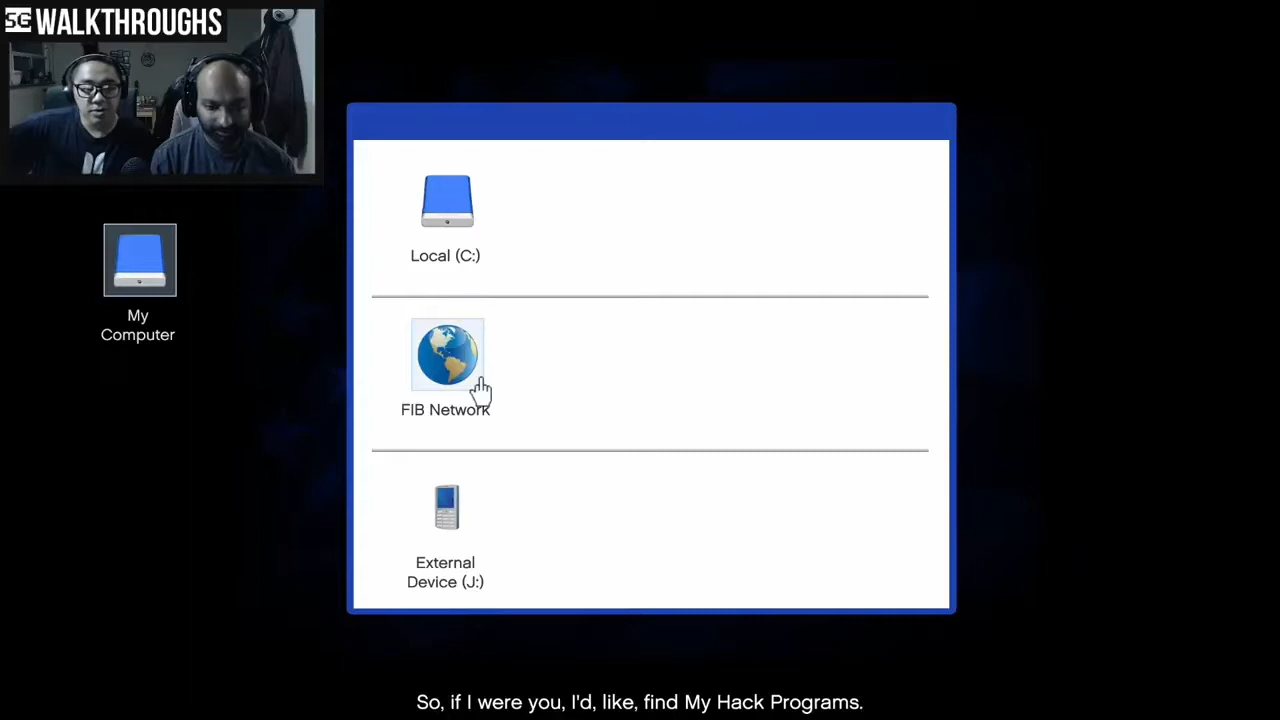 SG WALKTHROUGHS
Local (C:)
My
Computer
FIB Network
External
Device (J:)
So, if I were you, I'd, like, find My Hack Programs.